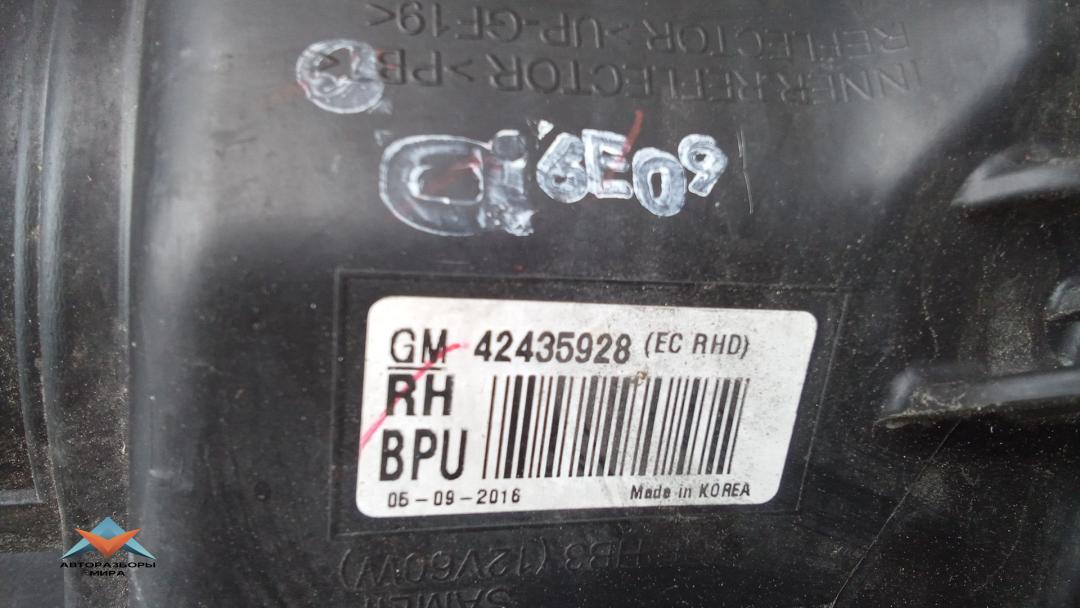 REFLECTOR >UP-GF19<
INNER REFLECTOR >PB
6E09
GM 42435928 (EC RHD)
RH
BPU
05-09-2016 Made in KOREA
HB3 (12V60W)
АВТОРАЗБОРЫ
МИРА